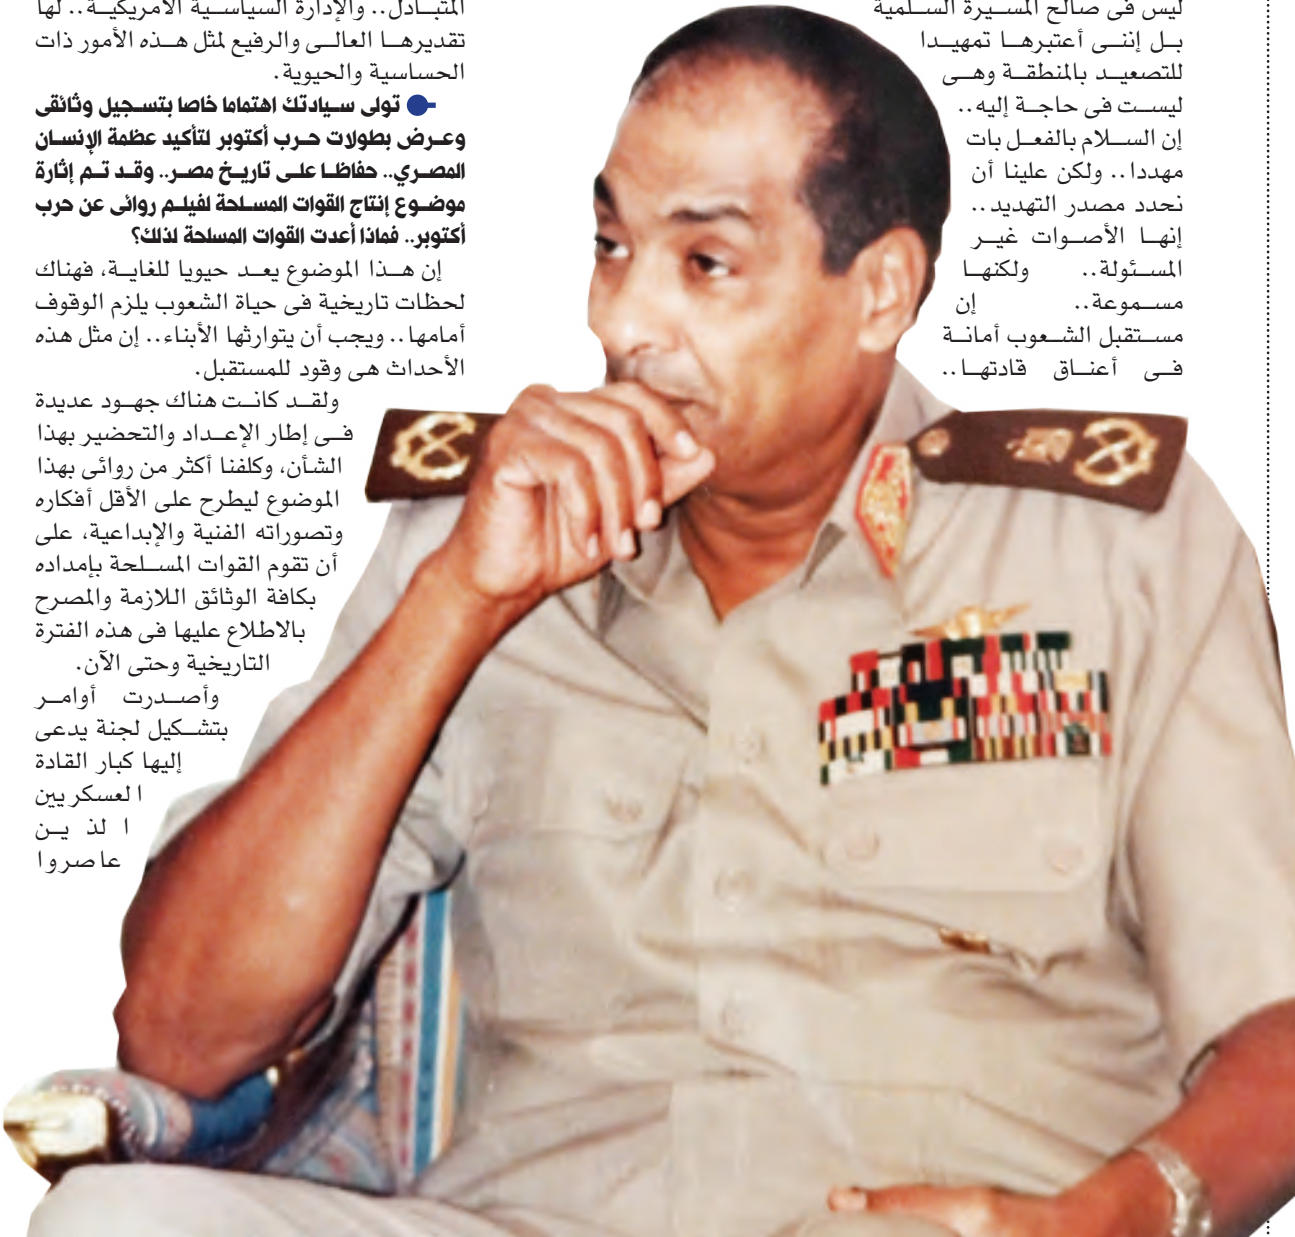 ليس فى صالح المسيرة السلمية
بل إننى أعتبرها تمهيدا
للتصعيد بالمنطقة وهى
ليست فى حاجة إليه..
إن السلام بالفعل بات
مهددا.. ولكن علينا أن
نحدد مصدر التهديد..
إنها الأصوات غير
المسئولة.. ولكنها
مسموعة.. إن
مستقبل الشعوب أمانة
فى أعناق قادتها..
المتبادل.. والإدارة السياسية الأمريكية.. لها
تقديرها العالى والرفيع لمثل هذه الأمور ذات
الحساسية والحيوية.
تولى سيادتك اهتماما خاصا بتسجيل وثائقى
وعرض بطولات حرب أكتوبر لتأكيد عظمة الإنسان
المصري.. حفاظا على تاريخ مصر.. وقد تم إثارة
موضوع إنتاج القوات المسلحة لفيلم روائى عن حرب
أكتوبر.. فماذا أعدت القوات المسلحة لذلك؟
إن هذا الموضوع يعد حيويا للغاية، فهناك
لحظات تاريخية فى حياة الشعوب يلزم الوقوف
أمامها.. ويجب أن يتوارثها الأبناء.. إن مثل هذه
الأحداث هى وقود للمستقبل.
ولقد كانت هناك جهود عديدة
فى إطار الإعداد والتحضير بهذا
الشأن، وكلفنا أكثر من روائى بهذا
الموضوع ليطرح على الأقل أفكاره
وتصوراته الفنية والإبداعية، على
أن تقوم القوات المسلحة بإمداده
بكافة الوثائق اللازمة والمصرح
بالاطلاع عليها فى هذه الفترة
التاريخية وحتى الآن.
وأصدرت أوامر
بتشكيل لجنة يدعى
إليها كبار القادة
العسكريين
الذين
عاصروا